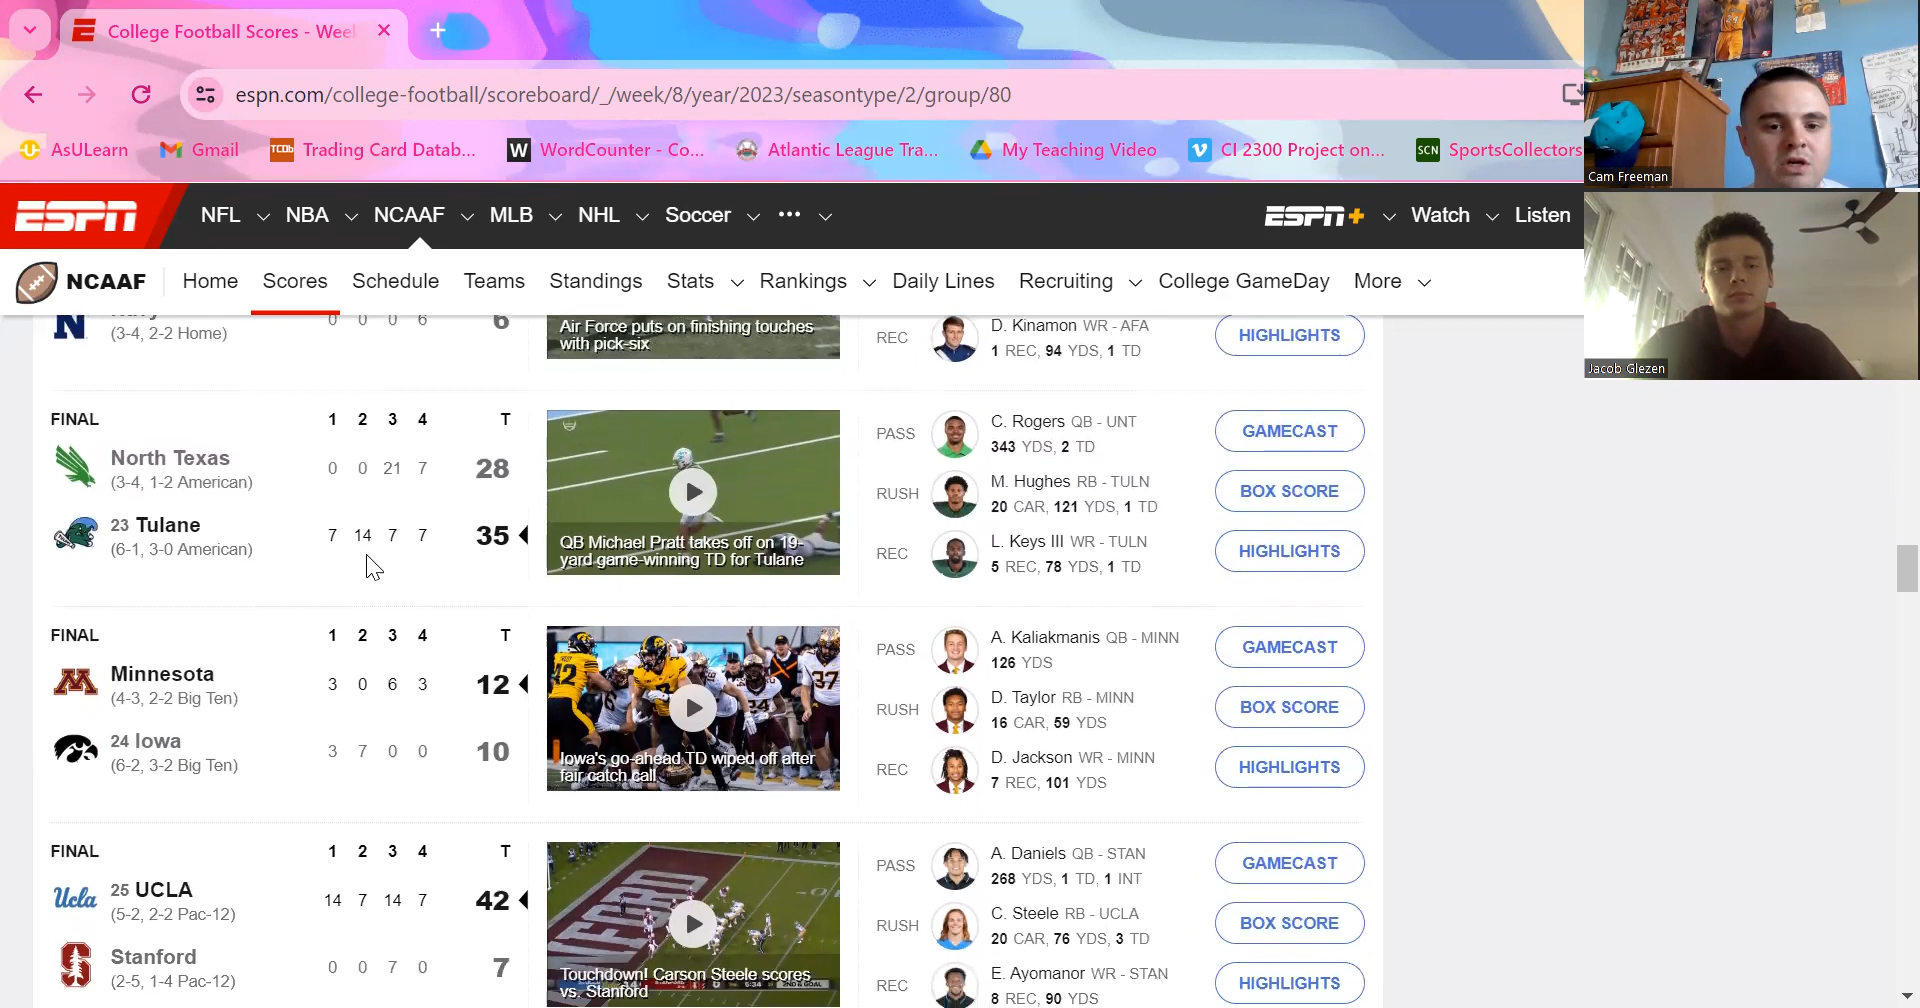 College Football Scores - Wee
espn.com/college-football/scoreboard/_/week/8/year/2023/seasontype/2/group/80
AsULearn
Gmail
TCDb Trading Card Datab...
W WordCounter - Co...
Atlantic League Tra...
My Teaching Video
CI 2300 Project on...
SCN SportsCollectors
Cam Freeman
Jacob Glezen
ESPN NFL NBA NCAAF MLB NHL Soccer ••• ESPN+ Watch Listen
NCAAF Home Scores Schedule Teams Standings Stats Rankings Daily Lines Recruiting College GameDay More
N
(3-4, 2-2 Home)
0 0 0 6 6
Air Force puts on finishing touches
with pick-six
REC
D. Kinamon WR - AFA
1 REC, 94 YDS, 1 TD
HIGHLIGHTS
FINAL 1 2 3 4 T
North Texas
(3-4, 1-2 American)
0 0 21 7 28
23 Tulane
(6-1, 3-0 American)
7 14 7 7 35
QB Michael Pratt takes off on 19-
yard game-winning TD for Tulane
PASS
C. Rogers QB - UNT
343 YDS, 2 TD
RUSH
M. Hughes RB - TULN
20 CAR, 121 YDS, 1 TD
REC
L. Keys III WR - TULN
5 REC, 78 YDS, 1 TD
GAMECAST
BOX SCORE
HIGHLIGHTS
FINAL 1 2 3 4 T
M Minnesota
(4-3, 2-2 Big Ten)
3 0 6 3 12
24 Iowa
(6-2, 3-2 Big Ten)
3 7 0 0 10
37
Iowa's go-ahead TD wiped off after
fair catch call
PASS
A. Kaliakmanis QB - MINN
126 YDS
RUSH
D. Taylor RB - MINN
16 CAR, 59 YDS
REC
D. Jackson WR - MINN
7 REC, 101 YDS
GAMECAST
BOX SCORE
HIGHLIGHTS
FINAL 1 2 3 4 T
Ucla 25 UCLA
(5-2, 2-2 Pac-12)
14 7 14 7 42
S Stanford
(2-5, 1-4 Pac-12)
0 0 7 0 7
Touchdown! Carson Steele scores
vs. Stanford
PASS
A. Daniels QB - STAN
268 YDS, 1 TD, 1 INT
RUSH
C. Steele RB - UCLA
20 CAR, 76 YDS, 3 TD
REC
E. Ayomanor WR - STAN
8 REC, 90 YDS
GAMECAST
BOX SCORE
HIGHLIGHTS